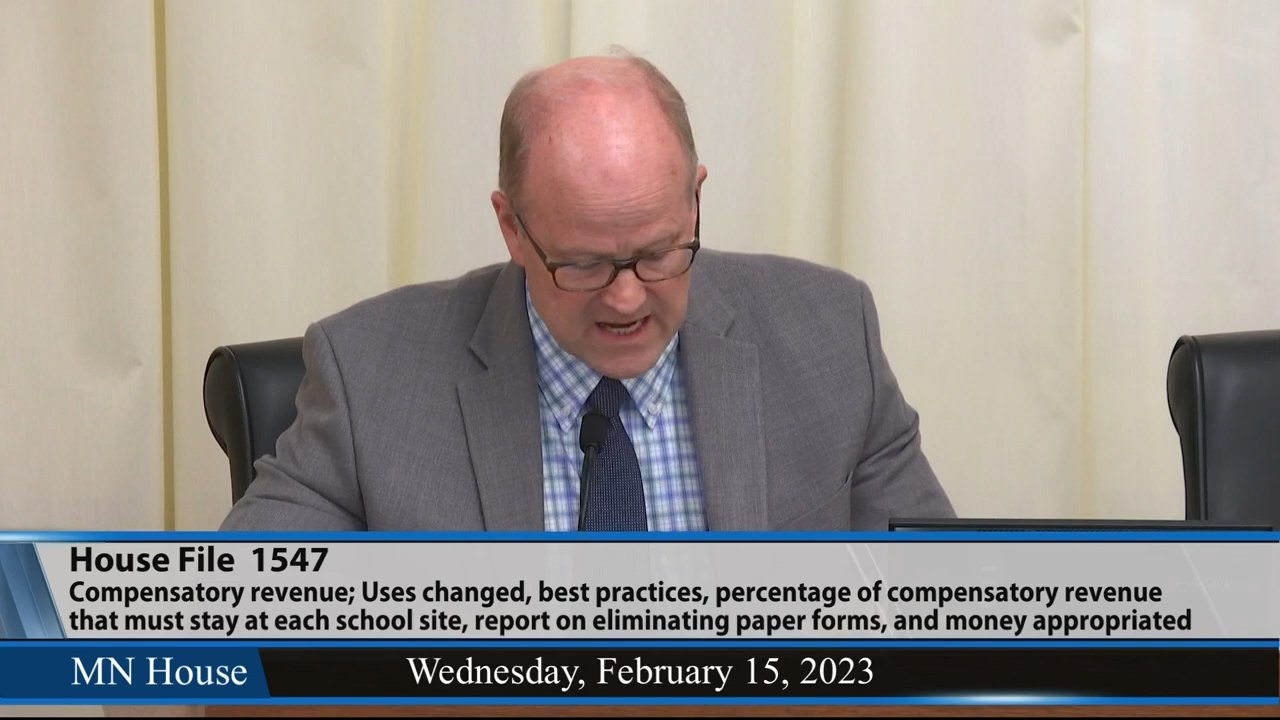 House File 1547
Compensatory revenue; Uses changed, best practices, percentage of compensatory revenue
that must stay at each school site, report on eliminating paper forms, and money appropriated
MN House
Wednesday, February 15, 2023